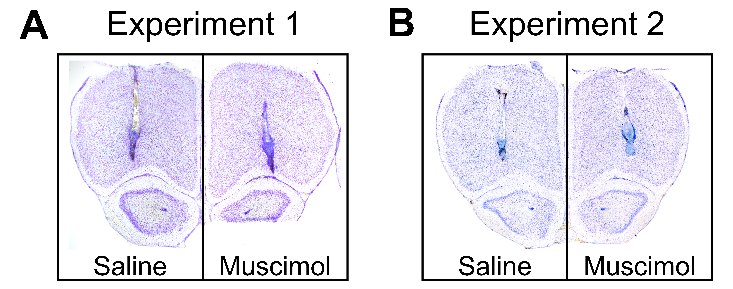 A Experiment 1
Saline Muscimol
B Experiment 2
Saline Muscimol